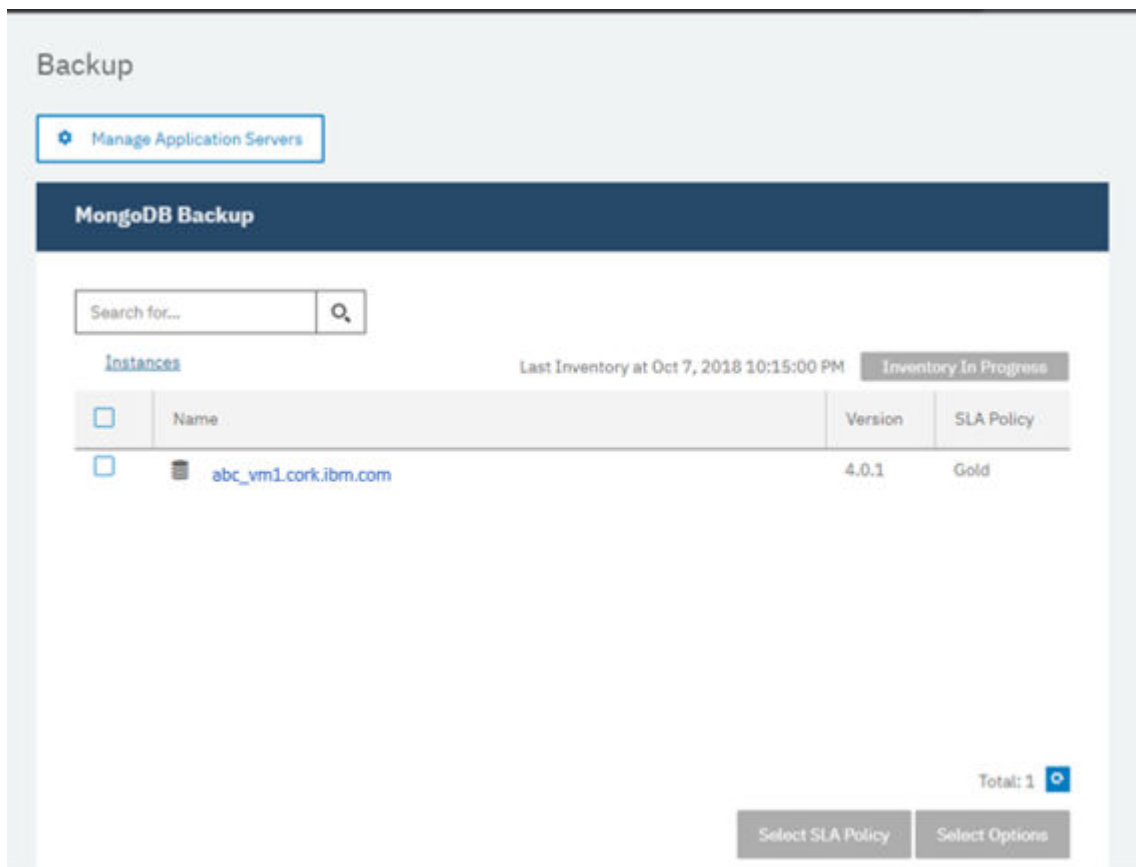 Backup
Manage Application Servers
MongoDB Backup
Search for...
Instances
Last Inventory at Oct 7, 2018 10:15:00 PM
Inventory In Progress
Name Version SLA Policy
abc_vm1.cork.ibm.com 4.0.1 Gold
Total: 1
Select SLA Policy Select Options